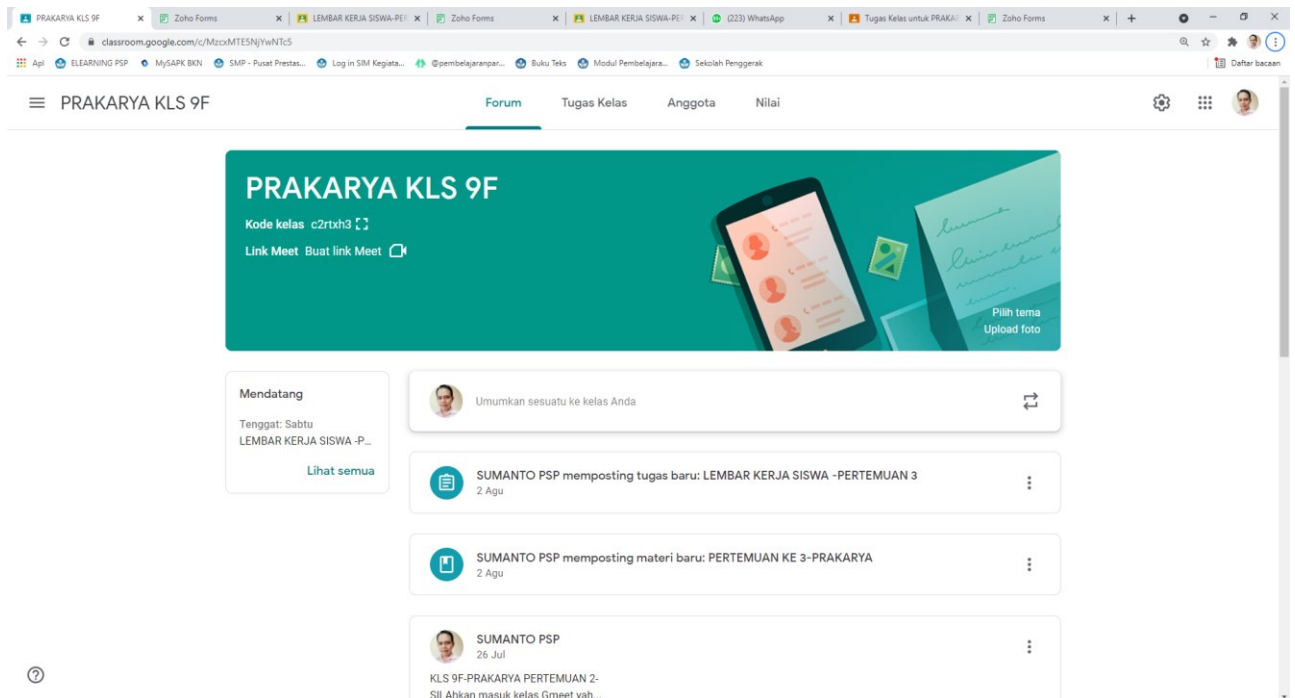 PRAKARYA KLS 9F
Zoho Forms
LEMBAR KERJA SISWA-PER
Zoho Forms
LEMBAR KERJA SISWA-PER
(223) WhatsApp
Tugas Kelas untuk PRAKAR
Zoho Forms
classroom.google.com/c/MzcxMTE5NjYwNTc5
Apl
ELEARNING PSP
MySAPK BKN
SMP - Pusat Prestas...
Log in SIM Kegiata...
@pembelajaranpar...
Buku Teks
Modul Pembelajara...
Sekolah Penggerak
Daftar bacaan
PRAKARYA KLS 9F
Forum
Tugas Kelas
Anggota
Nilai
PRAKARYA KLS 9F
Kode kelas c2rtxh3
Link Meet Buat link Meet
Pilih tema
Upload foto
Mendatang
Tenggat: Sabtu
LEMBAR KERJA SISWA -P...
Lihat semua
Umumkan sesuatu ke kelas Anda
SUMANTO PSP memposting tugas baru: LEMBAR KERJA SISWA -PERTEMUAN 3
2 Agu
SUMANTO PSP memposting materi baru: PERTEMUAN KE 3-PRAKARYA
2 Agu
SUMANTO PSP
26 Jul
KLS 9F-PRAKARYA PERTEMUAN 2-
SILAhkan masuk kelas Gmeet yah...